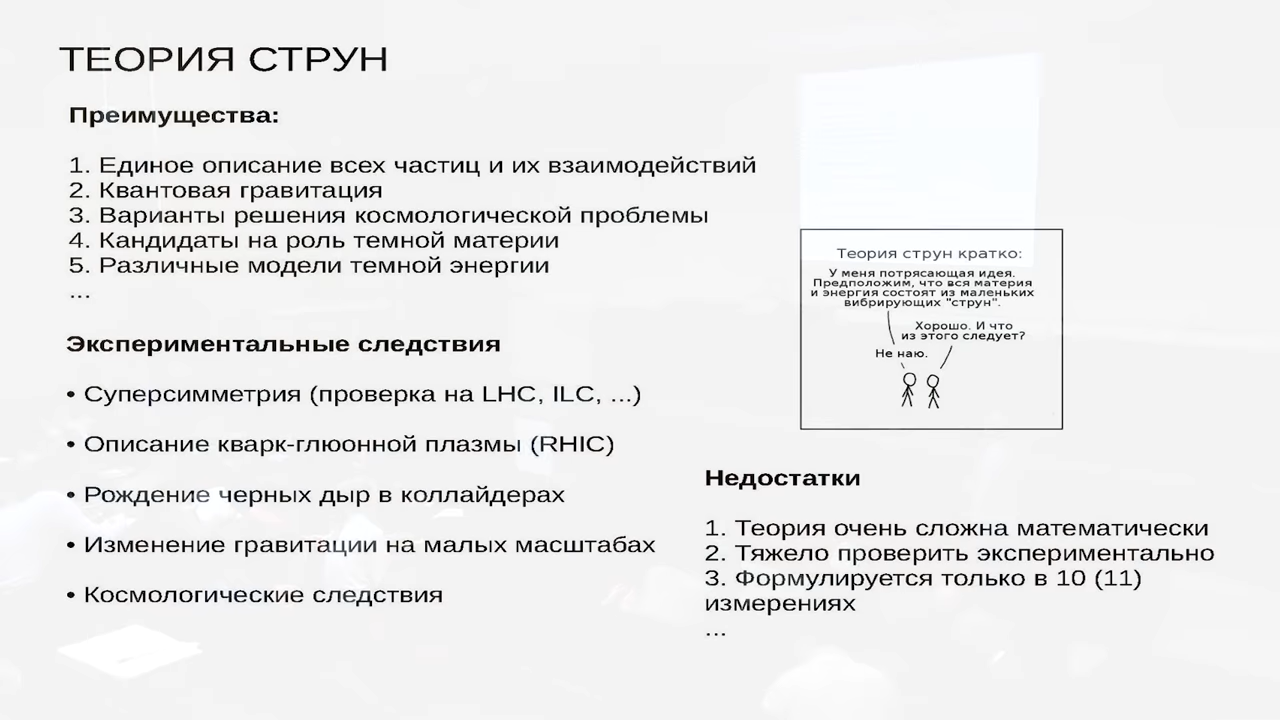 ТЕОРИЯ СТРУН
Преимущества:
1. Единое описание всех частиц и их взаимодействий
2. Квантовая гравитация
3. Варианты решения космологической проблемы
4. Кандидаты на роль темной материи
5. Различные модели темной энергии
...
Экспериментальные следствия
• Суперсимметрия (проверка на LHC, ILC, ...)
• Описание кварк-глюонной плазмы (RHIC)
• Рождение черных дыр в коллайдерах
• Изменение гравитации на малых масштабах
• Космологические следствия
Теория струн кратко:
У меня потрясающая идея.
Предположим, что вся материя
и энергия состоят из маленьких
вибрирующих "струн".
Хорошо. И что
из этого следует?
Не наю.
Недостатки
1. Теория очень сложна математически
2. Тяжело проверить экспериментально
3. Формулируется только в 10 (11)
измерениях
...